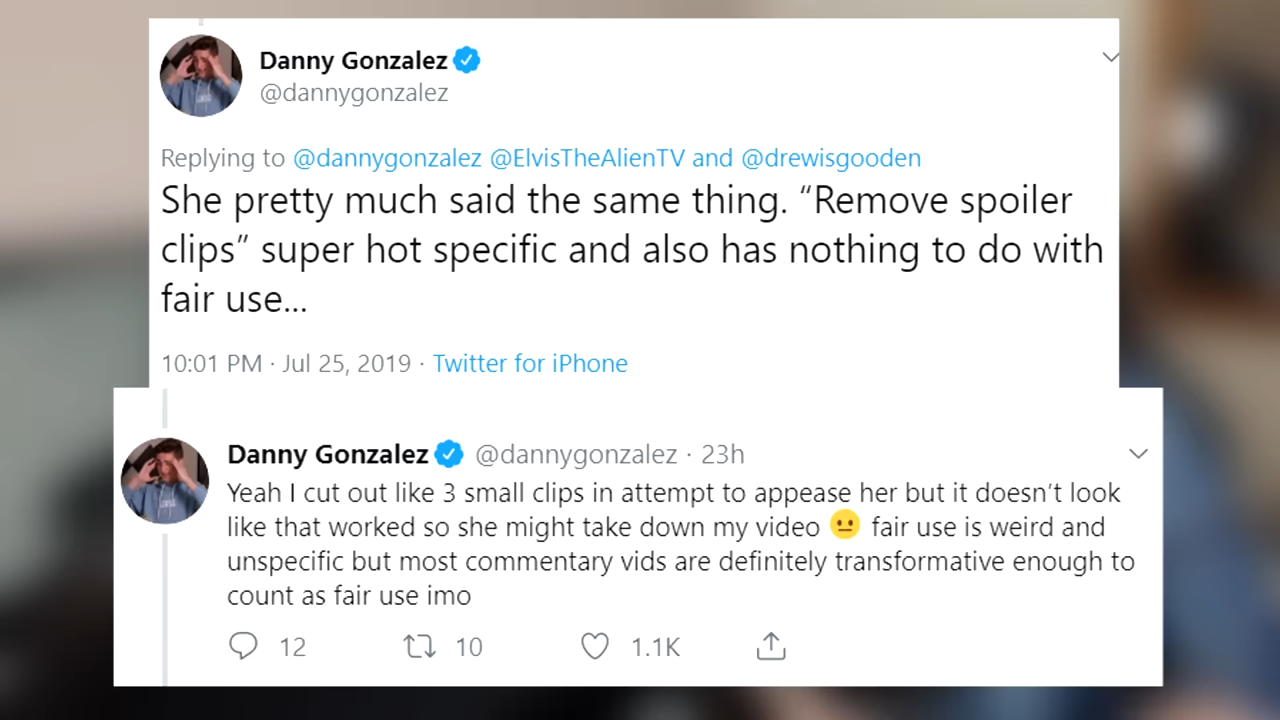 Danny Gonzalez
@dannygonzalez
Replying to @dannygonzalez @ElvisTheAlienTV and @drewisgooden
She pretty much said the same thing. “Remove spoiler
clips” super hot specific and also has nothing to do with
fair use...
10:01 PM · Jul 25, 2019 · Twitter for iPhone
Danny Gonzalez @dannygonzalez · 23h
Yeah I cut out like 3 small clips in attempt to appease her but it doesn’t look
like that worked so she might take down my video 😐 fair use is weird and
unspecific but most commentary vids are definitely transformative enough to
count as fair use imo
12 10 1.1K